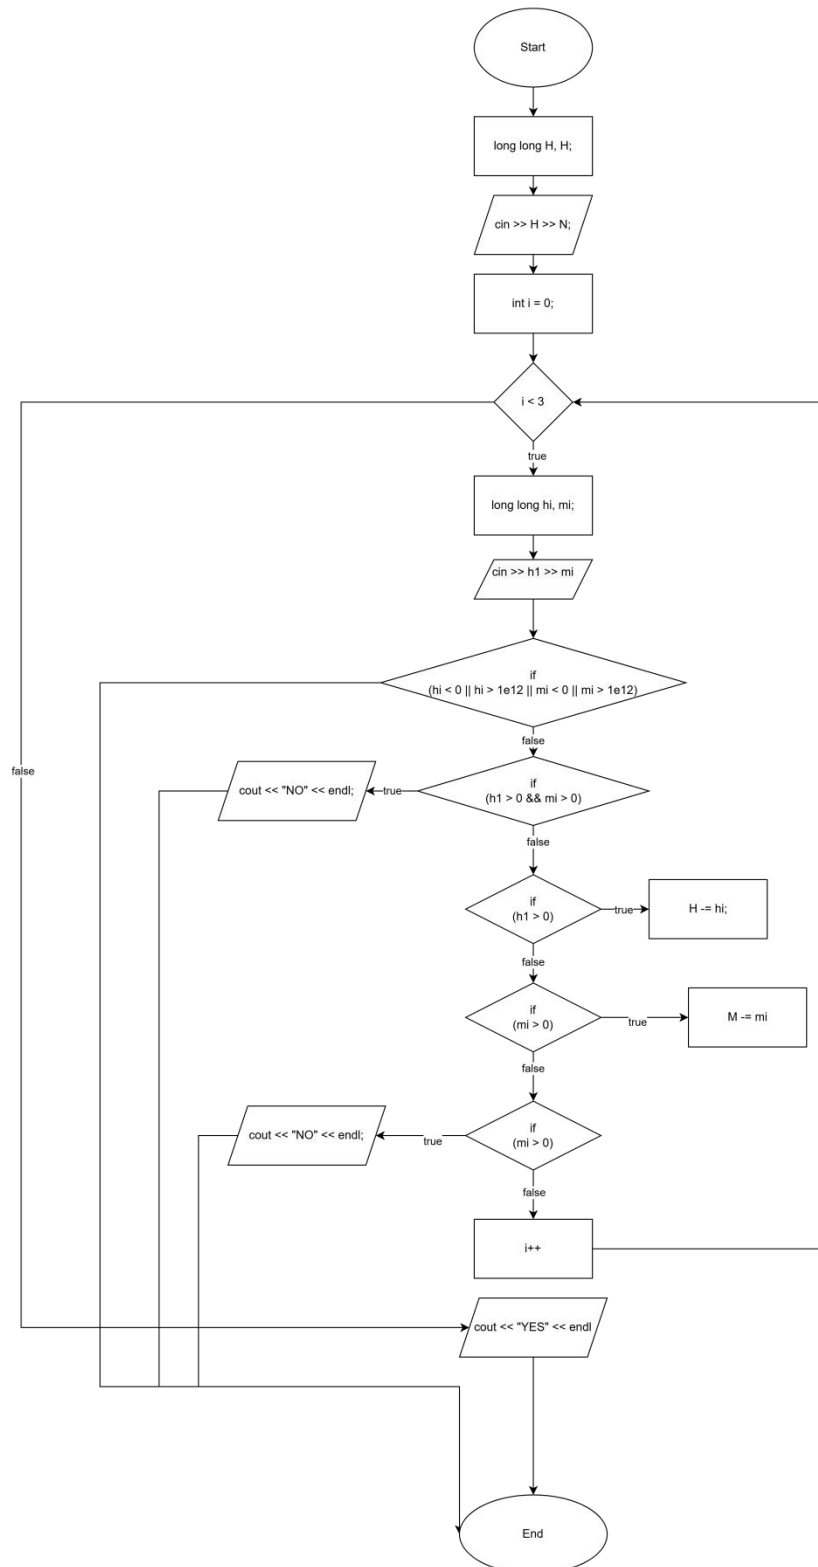 Start
long long H, H;
cin >> H >> N;
int i = 0;
i < 3
true
long long hi, mi;
cin >> h1 >> mi
if
(hi < 0 || hi > 1e12 || mi < 0 || mi > 1e12)
false
false
cout << "NO" << endl;
true
if
(h1 > 0 && mi > 0)
false
if
(h1 > 0)
true
H -= hi;
false
if
(mi > 0)
true
M -= mi
false
cout << "NO" << endl;
true
if
(mi > 0)
false
i++
cout << "YES" << endl
End